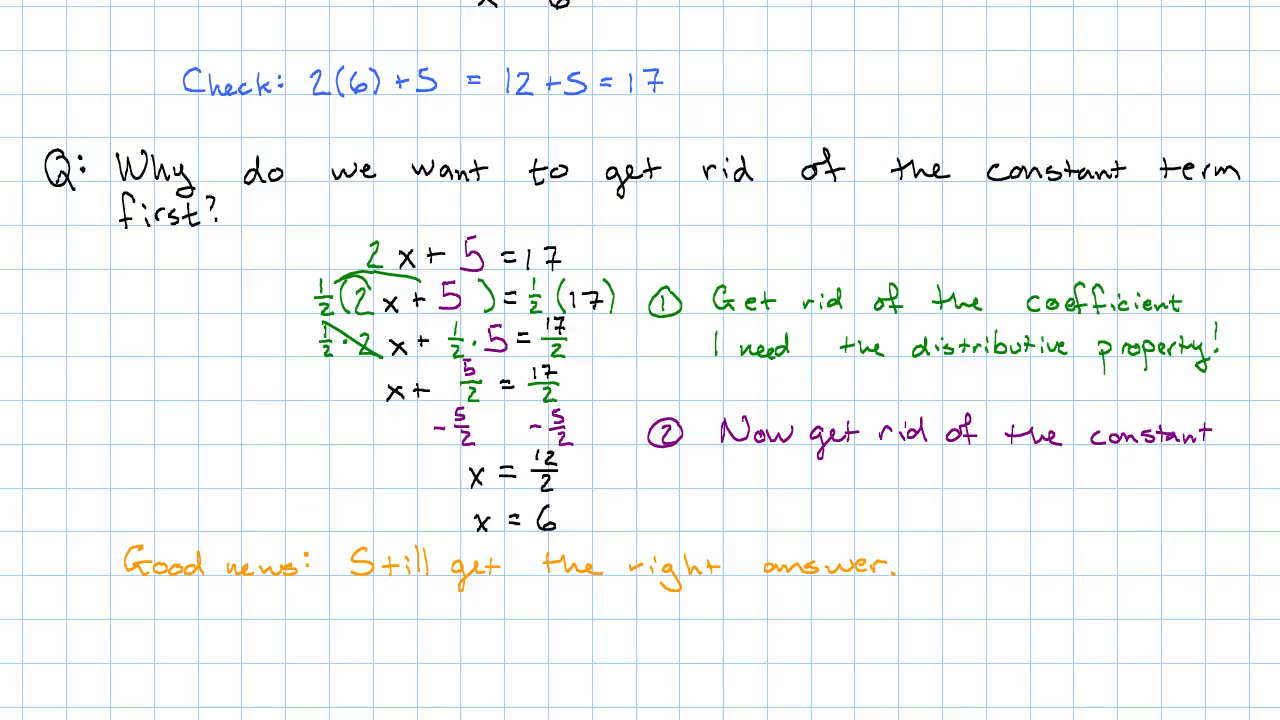 x = 6
Check: 2(6) + 5 = 12 + 5 = 17
Q: Why do we want to get rid of the constant term
first?
2x + 5 = 17
1/2(2x + 5) = 1/2(17) ① Get rid of the coefficient
1/2 · 2x + 1/2 · 5 = 17/2 I need the distributive property!
x + 5/2 = 17/2
- 5/2 - 5/2 ② Now get rid of the constant
x = 12/2
x = 6
Good news: Still get the right answer.